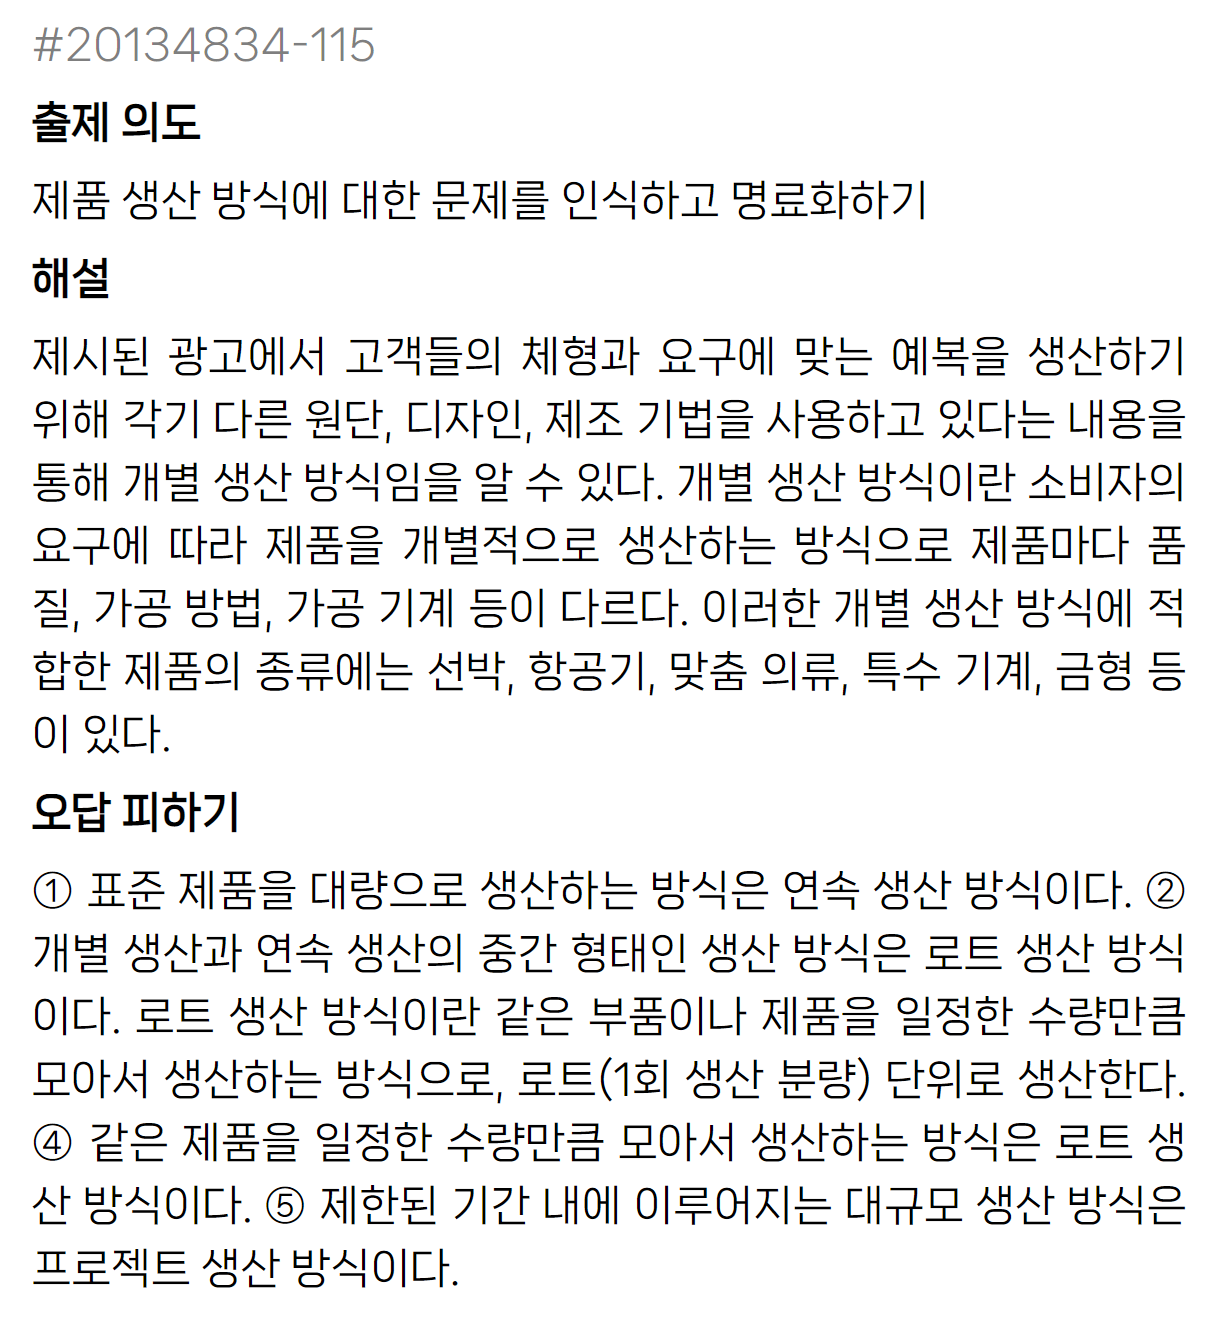 #20134834-115
출제 의도
제품 생산 방식에 대한 문제를 인식하고 명료화하기
해설
제시된 광고에서 고객들의 체형과 요구에 맞는 예복을 생산하기
위해 각기 다른 원단, 디자인, 제조 기법을 사용하고 있다는 내용을
통해 개별 생산 방식임을 알 수 있다. 개별 생산 방식이란 소비자의
요구에 따라 제품을 개별적으로 생산하는 방식으로 제품마다 품
질, 가공 방법, 가공 기계 등이 다르다. 이러한 개별 생산 방식에 적
합한 제품의 종류에는 선박, 항공기, 맞춤 의류, 특수 기계, 금형 등
이 있다.
오답 피하기
① 표준 제품을 대량으로 생산하는 방식은 연속 생산 방식이다. ②
개별 생산과 연속 생산의 중간 형태인 생산 방식은 로트 생산 방식
이다. 로트 생산 방식이란 같은 부품이나 제품을 일정한 수량만큼
모아서 생산하는 방식으로, 로트(1회 생산 분량) 단위로 생산한다.
④ 같은 제품을 일정한 수량만큼 모아서 생산하는 방식은 로트 생
산 방식이다. ⑤ 제한된 기간 내에 이루어지는 대규모 생산 방식은
프로젝트 생산 방식이다.